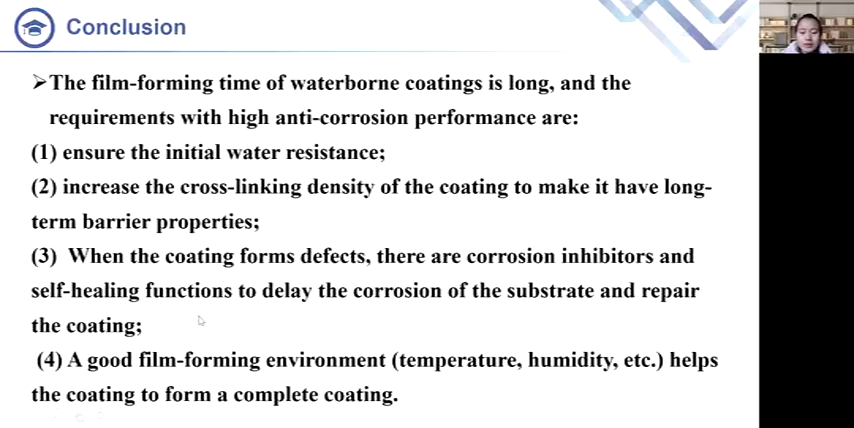 Conclusion
➢The film-forming time of waterborne coatings is long, and the
requirements with high anti-corrosion performance are:
(1) ensure the initial water resistance;
(2) increase the cross-linking density of the coating to make it have long-
term barrier properties;
(3) When the coating forms defects, there are corrosion inhibitors and
self-healing functions to delay the corrosion of the substrate and repair
the coating;
(4) A good film-forming environment (temperature, humidity, etc.) helps
the coating to form a complete coating.